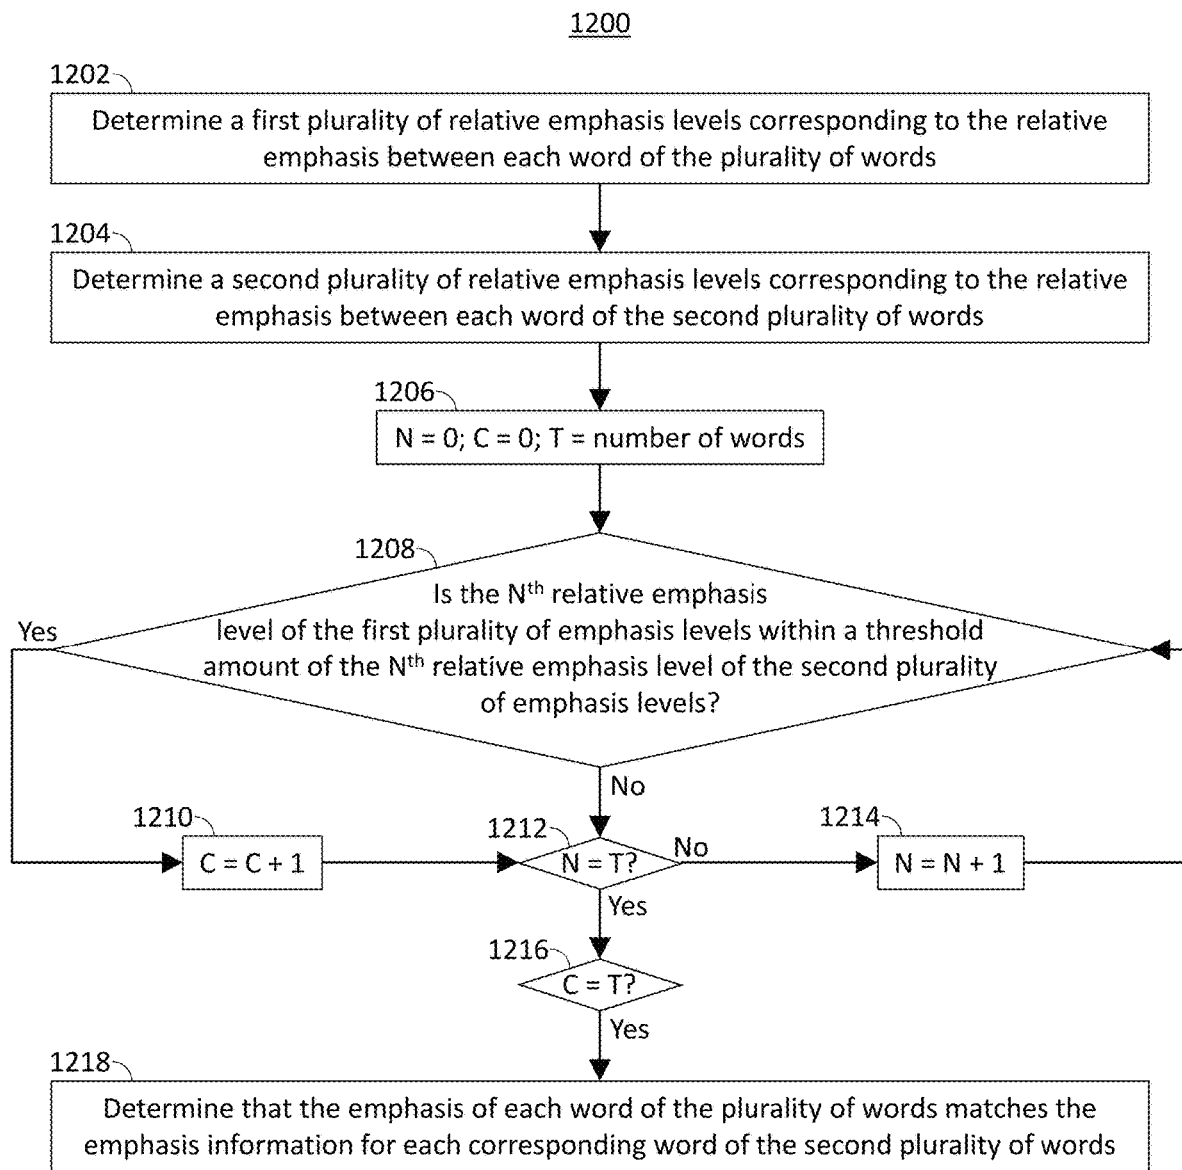 1200
1202
Determine a first plurality of relative emphasis levels corresponding to the relative
emphasis between each word of the plurality of words
1204
Determine a second plurality of relative emphasis levels corresponding to the relative
emphasis between each word of the second plurality of words
1206
N = 0; C = 0; T = number of words
1208
Is the Nth relative emphasis
level of the first plurality of emphasis levels within a threshold
amount of the Nth relative emphasis level of the second plurality
of emphasis levels?
Yes
No
1210
C = C + 1
1212
N = T?
No
1214
N = N + 1
Yes
1216
C = T?
Yes
1218
Determine that the emphasis of each word of the plurality of words matches the
emphasis information for each corresponding word of the second plurality of words